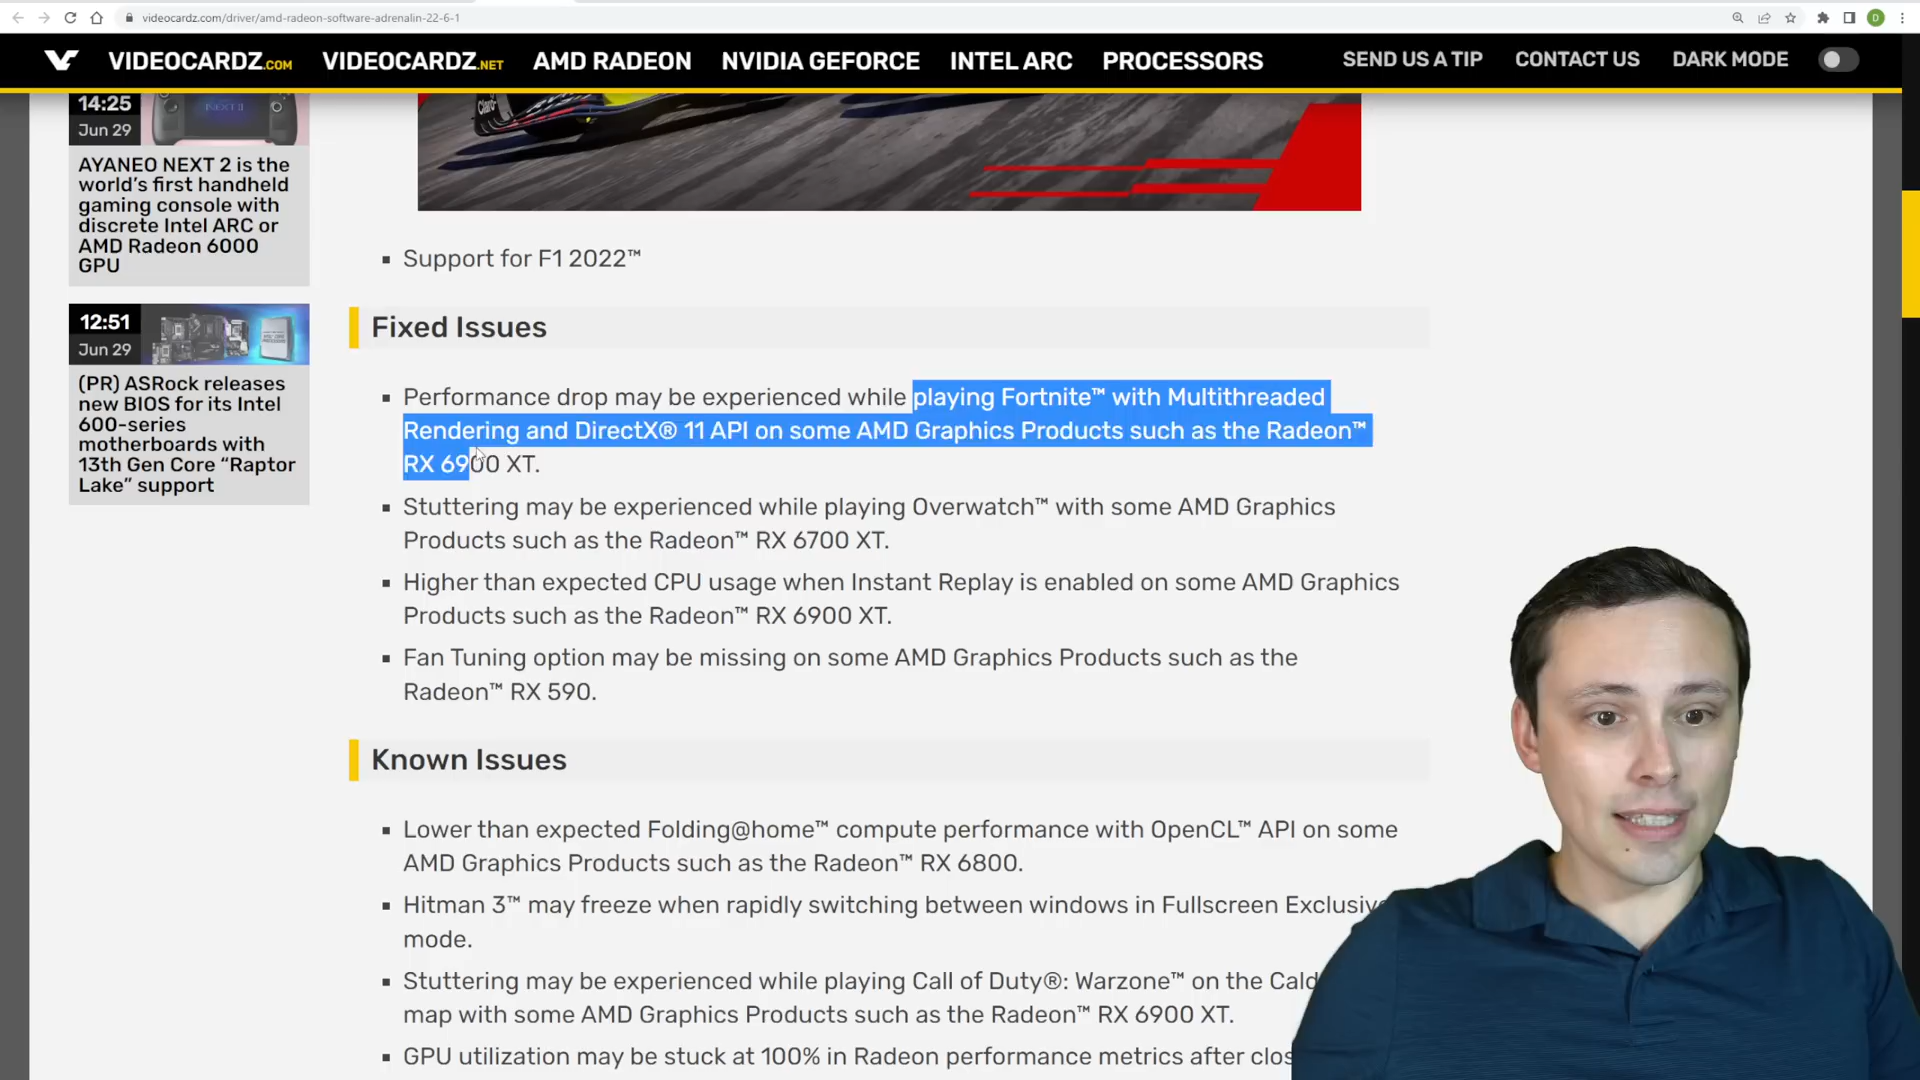 videocardz.com/driver/amd-radeon-software-adrenalin-22-6-1
D
VIDEOCARDZ.COM VIDEOCARDZ.NET AMD RADEON NVIDIA GEFORCE INTEL ARC PROCESSORS SEND US A TIP CONTACT US DARK MODE
14:25
Jun 29
AYANEO NEXT 2 is the
world's first handheld
gaming console with
discrete Intel ARC or
AMD Radeon 6000
GPU
12:51
Jun 29
(PR) ASRock releases
new BIOS for its Intel
600-series
motherboards with
13th Gen Core “Raptor
Lake” support
Claro
▪ Support for F1 2022™
Fixed Issues
▪ Performance drop may be experienced while playing Fortnite™ with Multithreaded
Rendering and DirectX® 11 API on some AMD Graphics Products such as the Radeon™
RX 6900 XT.
▪ Stuttering may be experienced while playing Overwatch™ with some AMD Graphics
Products such as the Radeon™ RX 6700 XT.
▪ Higher than expected CPU usage when Instant Replay is enabled on some AMD Graphics
Products such as the Radeon™ RX 6900 XT.
▪ Fan Tuning option may be missing on some AMD Graphics Products such as the
Radeon™ RX 590.
Known Issues
▪ Lower than expected Folding@home™ compute performance with OpenCL™ API on some
AMD Graphics Products such as the Radeon™ RX 6800.
▪ Hitman 3™ may freeze when rapidly switching between windows in Fullscreen Exclusive
mode.
▪ Stuttering may be experienced while playing Call of Duty®: Warzone™ on the Cald
map with some AMD Graphics Products such as the Radeon™ RX 6900 XT.
▪ GPU utilization may be stuck at 100% in Radeon performance metrics after clos